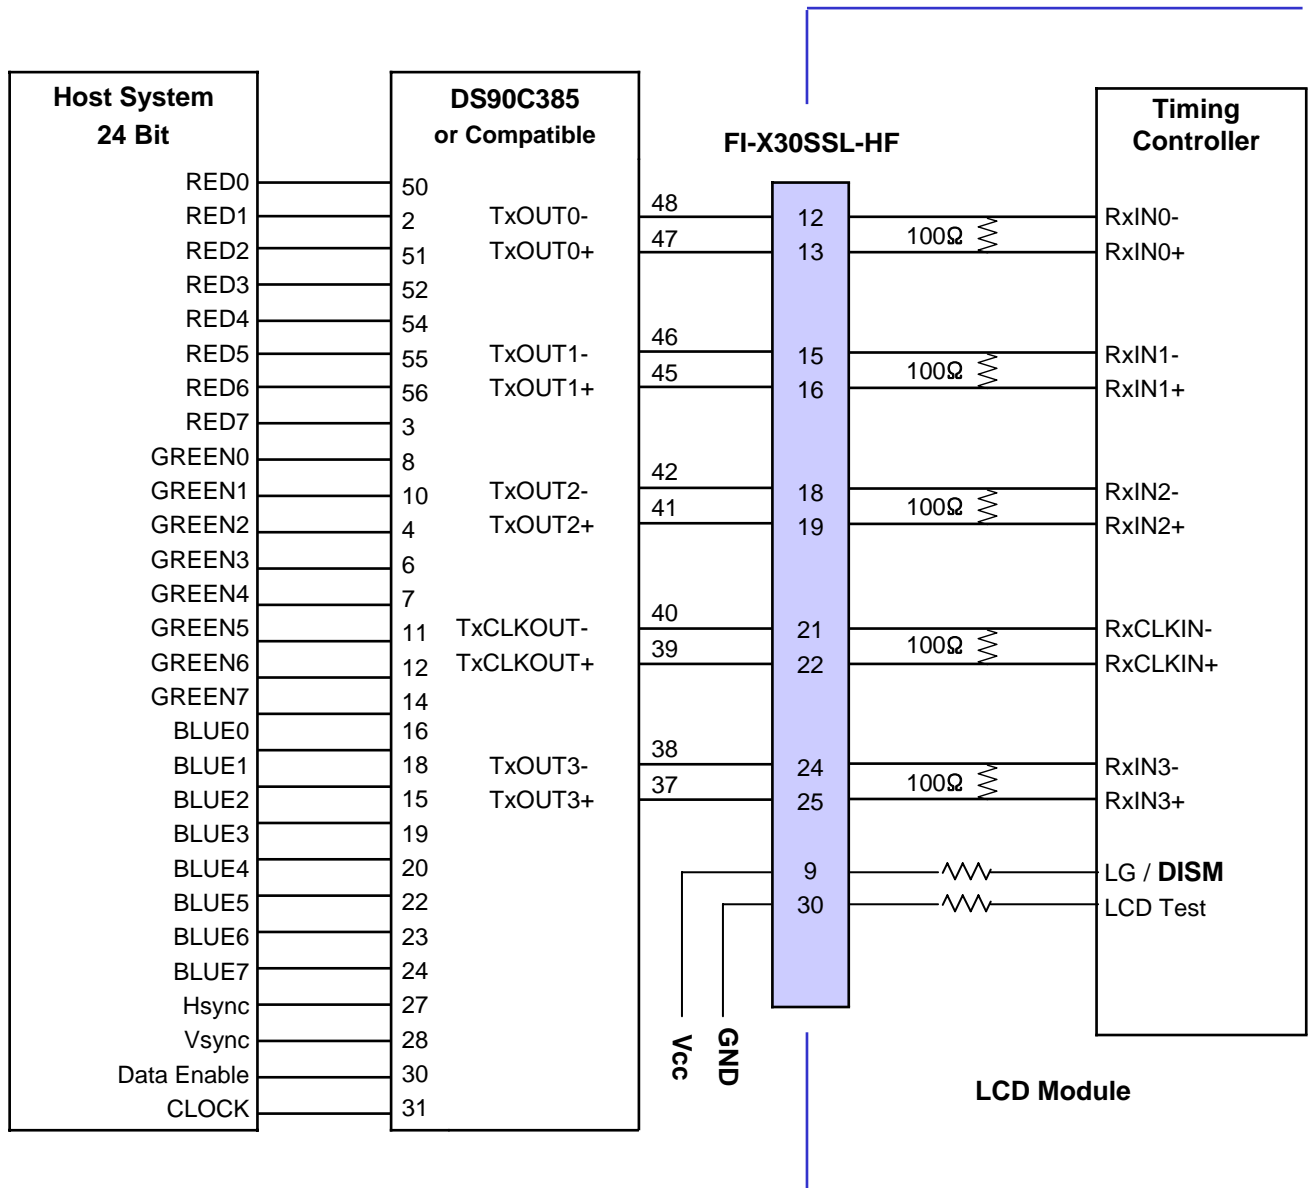 Host System
24 Bit
RED0
RED1
RED2
RED3
RED4
RED5
RED6
RED7
GREEN0
GREEN1
GREEN2
GREEN3
GREEN4
GREEN5
GREEN6
GREEN7
BLUE0
BLUE1
BLUE2
BLUE3
BLUE4
BLUE5
BLUE6
BLUE7
Hsync
Vsync
Data Enable
CLOCK
DS90C385
or Compatible
50
2
51
52
54
55
56
3
8
10
4
6
7
11
12
14
16
18
15
19
20
22
23
24
27
28
30
31
TxOUT0-
TxOUT0+
TxOUT1-
TxOUT1+
TxOUT2-
TxOUT2+
TxCLKOUT-
TxCLKOUT+
TxOUT3-
TxOUT3+
48
47
46
45
42
41
40
39
38
37
Vcc
GND
FI-X30SSL-HF
12
13
15
16
18
19
21
22
24
25
9
30
100Ω
100Ω
100Ω
100Ω
100Ω
Timing
Controller
RxIN0-
RxIN0+
RxIN1-
RxIN1+
RxIN2-
RxIN2+
RxCLKIN-
RxCLKIN+
RxIN3-
RxIN3+
LG / DISM
LCD Test
LCD Module